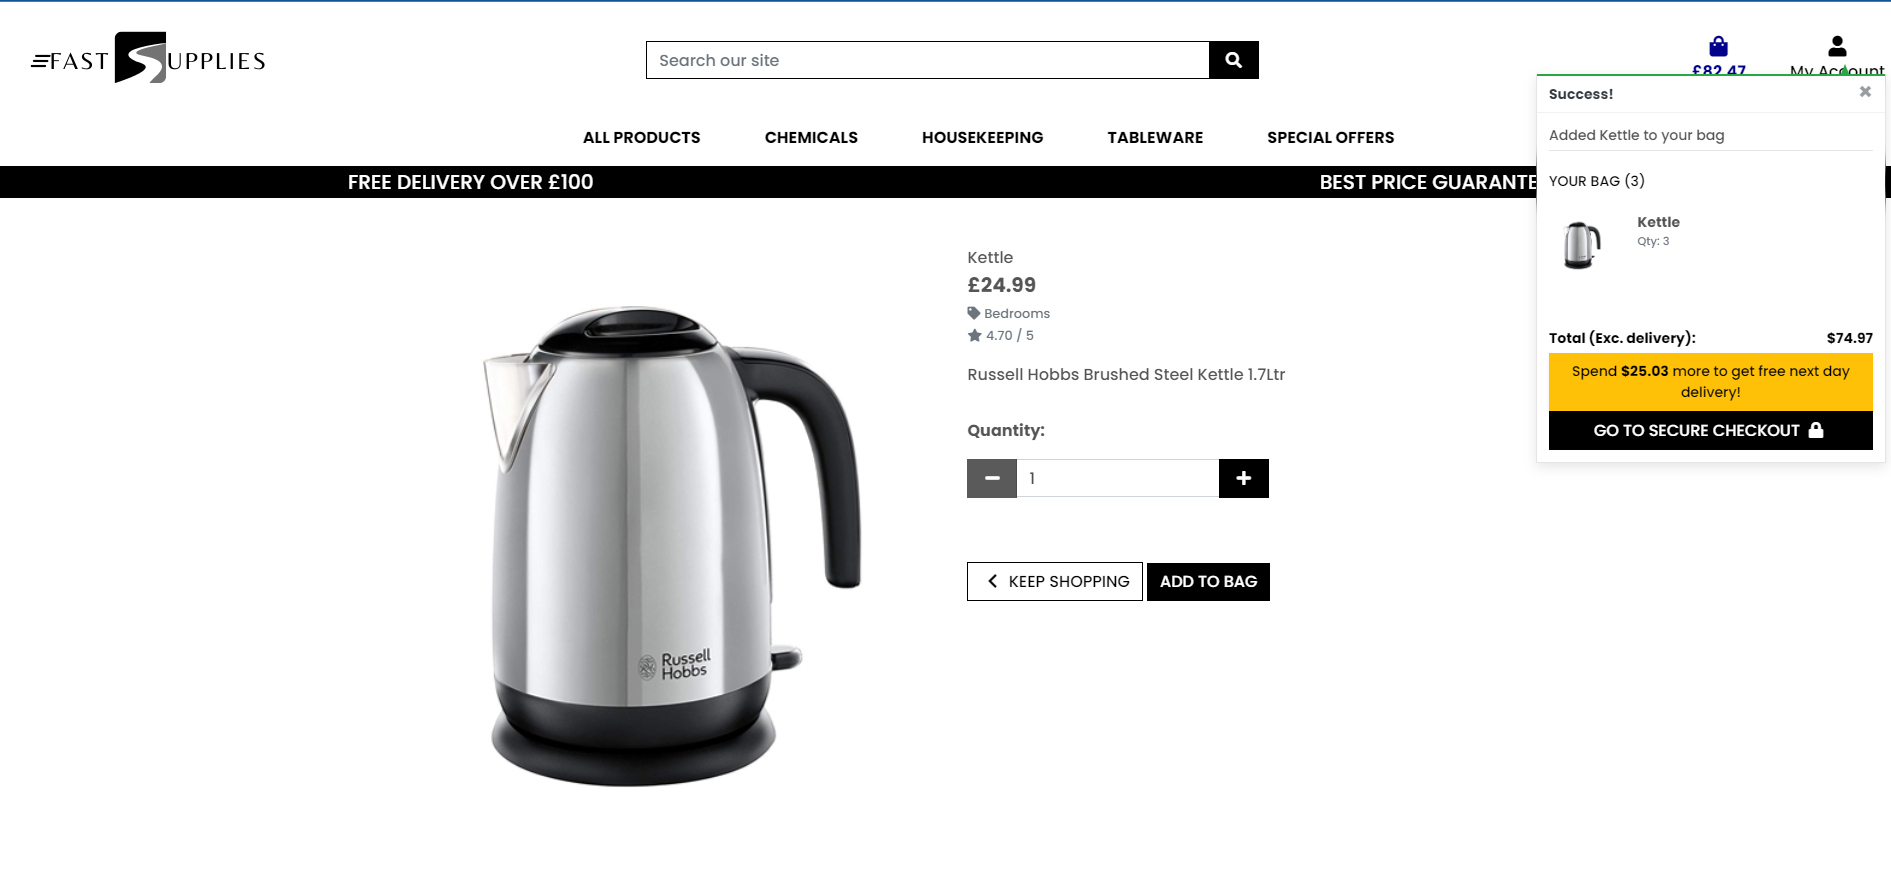 FAST SUPPLIES
Search our site
£82.47
My Account
ALL PRODUCTS
CHEMICALS
HOUSEKEEPING
TABLEWARE
SPECIAL OFFERS
FREE DELIVERY OVER £100
BEST PRICE GUARANTE
Success!
Added Kettle to your bag
YOUR BAG (3)
Kettle
Qty: 3
Total (Exc. delivery): $74.97
Spend $25.03 more to get free next day
delivery!
GO TO SECURE CHECKOUT
Kettle
£24.99
Bedrooms
4.70 / 5
Russell Hobbs Brushed Steel Kettle 1.7Ltr
Quantity:
1
KEEP SHOPPING
ADD TO BAG
Russell
Hobbs